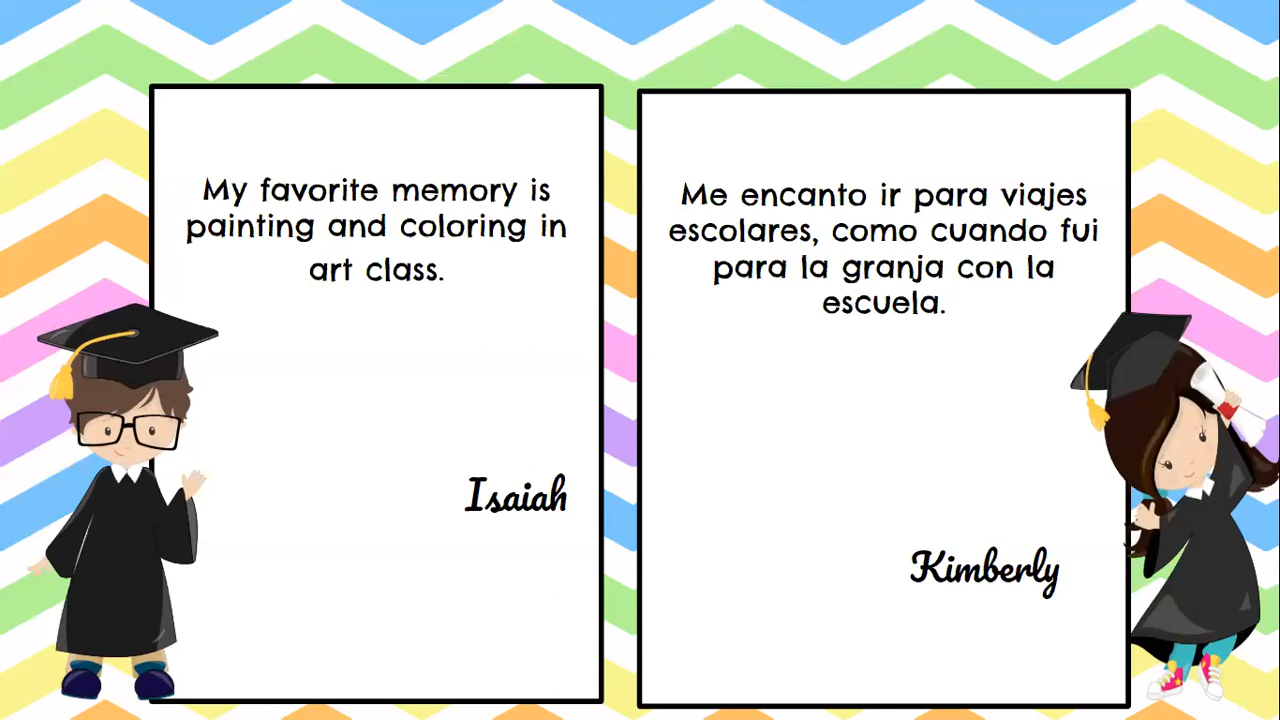 My favorite memory is
painting and coloring in
art class.
Isaiah
Me encanto ir para viajes
escolares, como cuando fui
para la granja con la
escuela.
Kimberly